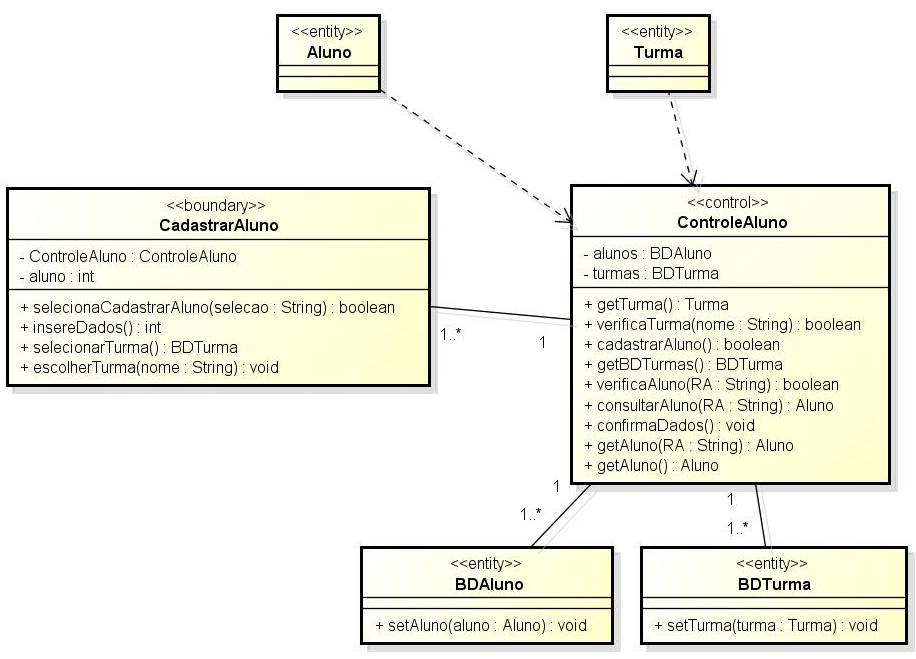 <<entity>>
Aluno
<<entity>>
Turma
<<boundary>>
CadastrarAluno
- ControleAluno : ControleAluno
- aluno : int
+ selecionaCadastrarAluno(selecao : String) : boolean
+ insereDados() : int
+ selecionarTurma() : BDTurma
+ escolherTurma(nome : String) : void
1..*
1
<<control>>
ControleAluno
- alunos : BDAluno
- turmas : BDTurma
+ getTurma() : Turma
+ verificaTurma(nome : String) : boolean
+ cadastrarAluno() : boolean
+ getBDTurmas() : BDTurma
+ verificaAluno(RA : String) : boolean
+ consultarAluno(RA : String) : Aluno
+ confirmaDados() : void
+ getAluno(RA : String) : Aluno
+ getAluno() : Aluno
1
1..*
1
1..*
<<entity>>
BDAluno
+ setAluno(aluno : Aluno) : void
<<entity>>
BDTurma
+ setTurma(turma : Turma) : void